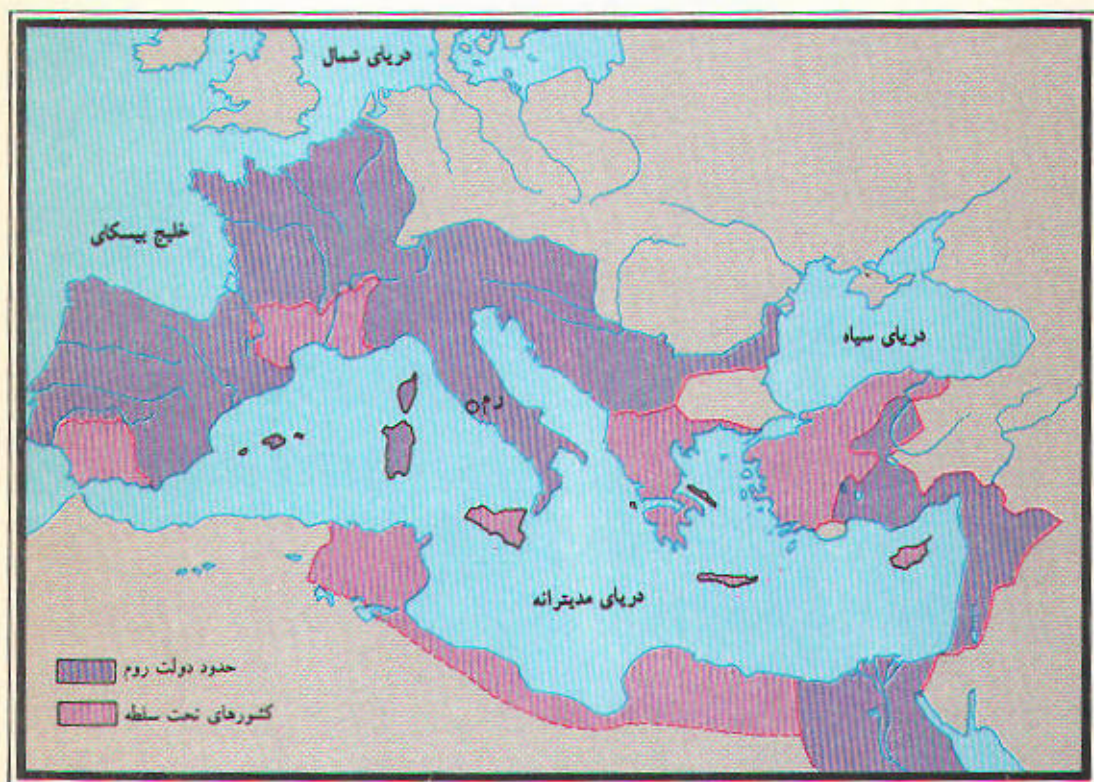 دریای شمال
خلیج بیسکای
دریای سیاه
رم
دریای مدیترانه
حدود دولت روم
کشورهای تحت سلطه